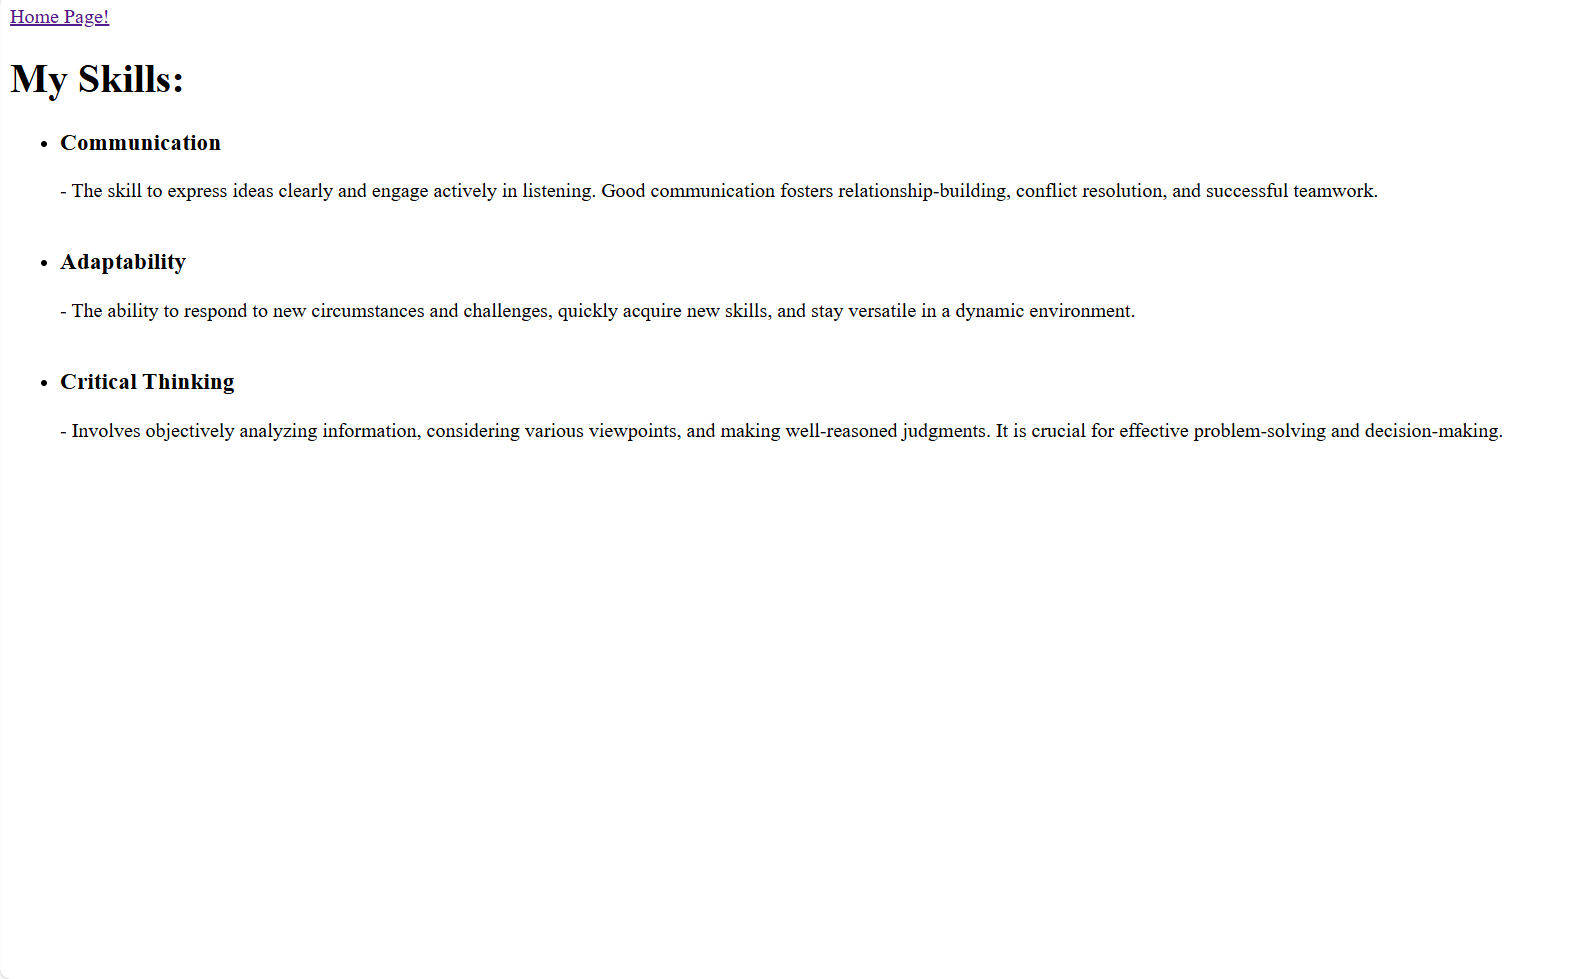 Home Page!
My Skills:
• Communication
- The skill to express ideas clearly and engage actively in listening. Good communication fosters relationship-building, conflict resolution, and successful teamwork.
• Adaptability
- The ability to respond to new circumstances and challenges, quickly acquire new skills, and stay versatile in a dynamic environment.
• Critical Thinking
- Involves objectively analyzing information, considering various viewpoints, and making well-reasoned judgments. It is crucial for effective problem-solving and decision-making.